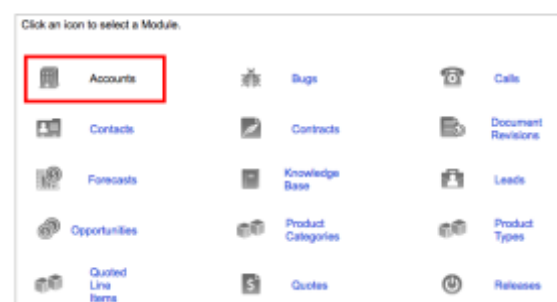 Click an icon to select a Module.
Accounts
Bugs
Calls
Contacts
Contracts
Document
Revisions
Forecasts
Knowledge
Base
Leads
Opportunities
Product
Categories
Product
Types
Quoted
Line
Items
Quotes
Releases